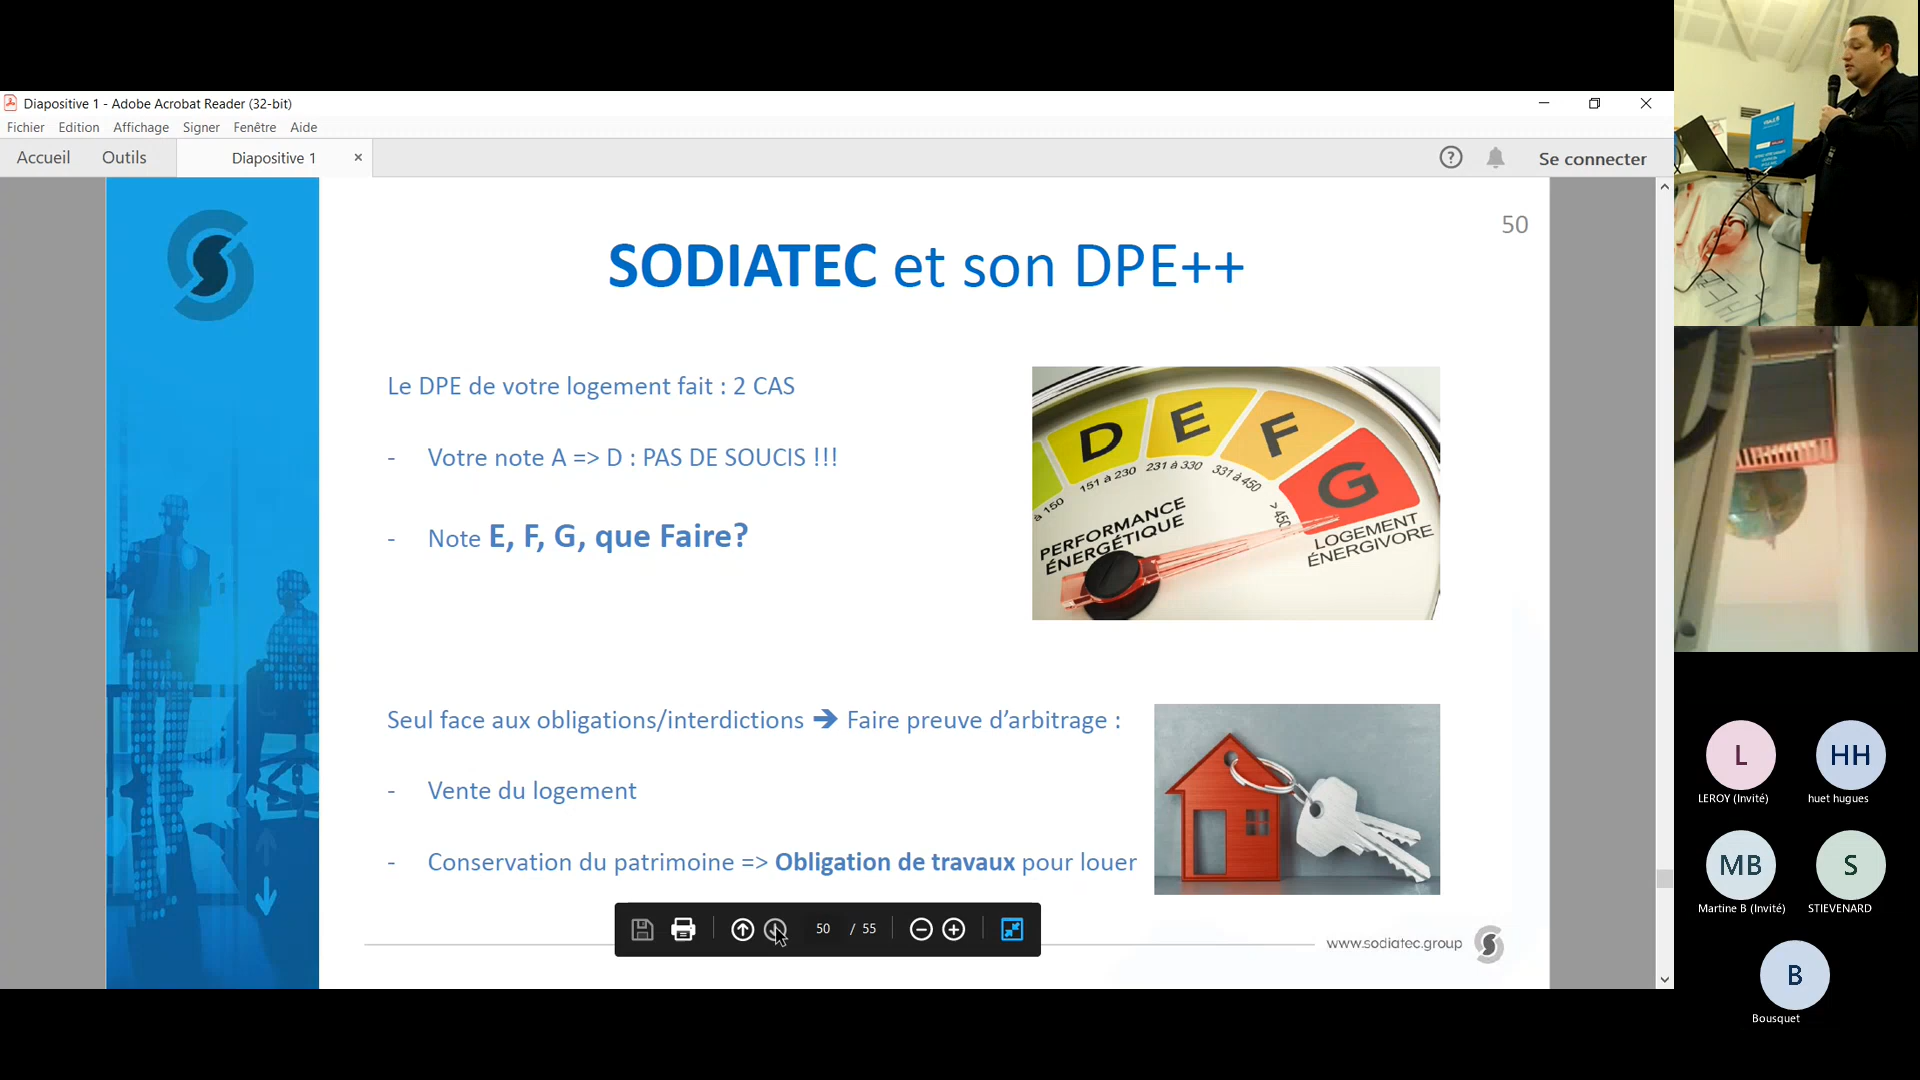 Diapositive 1 - Adobe Acrobat Reader (32-bit)
Fichier Edition Affichage Signer Fenêtre Aide
Accueil Outils Diapositive 1 × Se connecter
50
SODIATEC et son DPE++
Le DPE de votre logement fait : 2 CAS
- Votre note A => D : PAS DE SOUCIS !!!
- Note E, F, G, que Faire?
D E F G
à 150 151 à 230 231 à 330 331 à 450 > 450
PERFORMANCE
ÉNERGÉTIQUE
LOGEMENT
ÉNERGIVORE
Seul face aux obligations/interdictions ➔ Faire preuve d’arbitrage :
- Vente du logement
- Conservation du patrimoine => Obligation de travaux pour louer
50 / 55
www.sodiatec.group
L
LEROY (Invité)
HH
huet hugues
MB
Martine B (Invité)
S
STIEVENARD
B
Bousquet